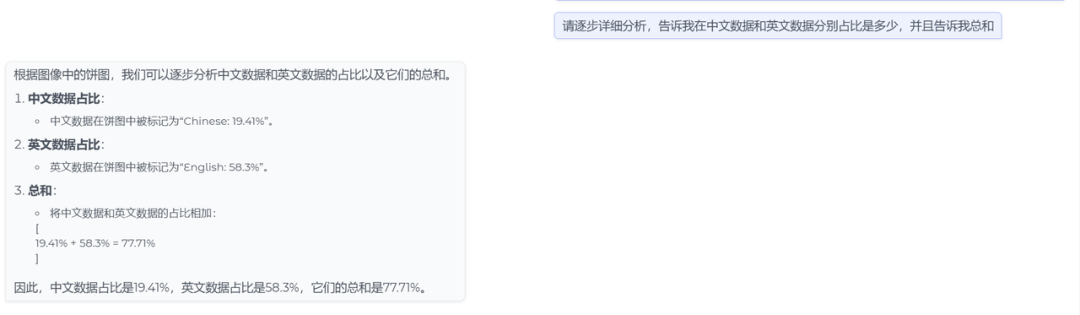 请逐步详细分析，告诉我在中文数据和英文数据分别占比是多少，并且告诉我总和
根据图像中的饼图，我们可以逐步分析中文数据和英文数据的占比以及它们的总和。
1. 中文数据占比：
中文数据在饼图中被标记为“Chinese: 19.41%”。
2. 英文数据占比：
英文数据在饼图中被标记为“English: 58.3%”。
3. 总和：
将中文数据和英文数据的占比相加：
[
19.41% + 58.3% = 77.71%
]
因此，中文数据占比是19.41%，英文数据占比是58.3%，它们的总和是77.71%。